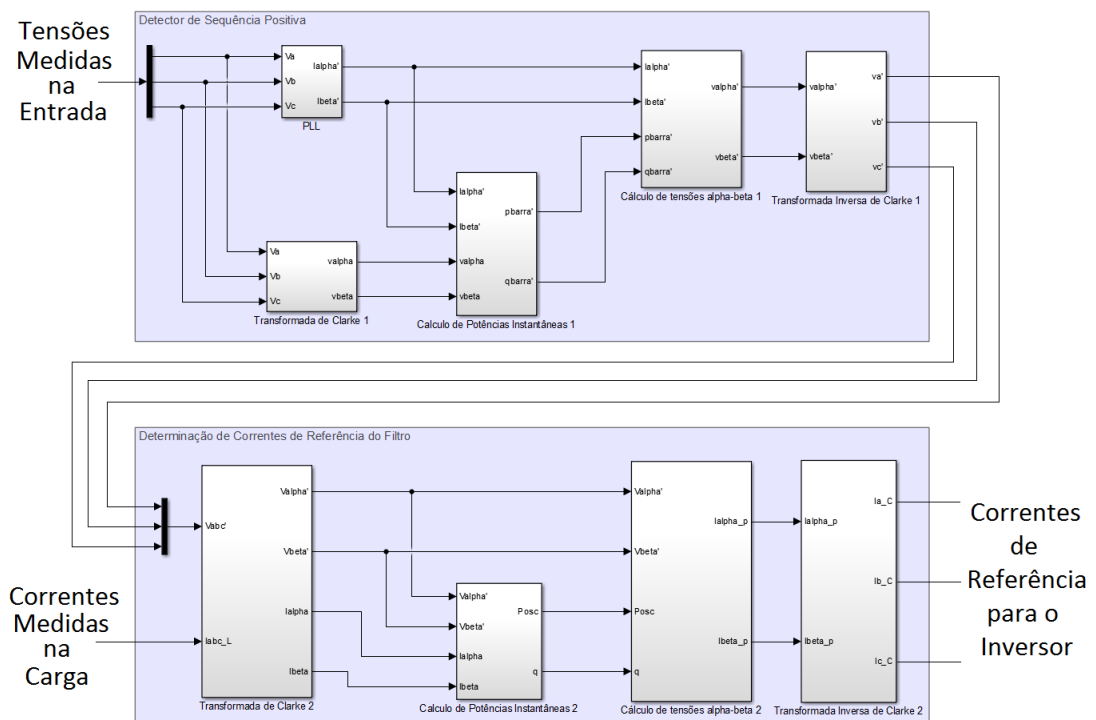 Detector de Sequência Positiva
Tensões
Medidas
na
Entrada
Va
Vb
Vc
Ialpha'
Ibeta'
PLL
Va
Vb
Vc
valpha
vbeta
Transformada de Clarke 1
Ialpha'
Ibeta'
valpha
vbeta
pbarra'
qbarra'
Calculo de Potências Instantâneas 1
Ialpha'
Ibeta'
pbarra'
qbarra'
valpha'
vbeta'
Cálculo de tensões alpha-beta 1
valpha'
vbeta'
va'
vb'
vc'
Transformada Inversa de Clarke 1
Determinação de Correntes de Referência do Filtro
Correntes
Medidas
na
Carga
Vabc'
Iabc_L
Valpha'
Vbeta'
Ialpha
Ibeta
Transformada de Clarke 2
Valpha'
Vbeta'
Ialpha
Ibeta
Posc
q
Calculo de Potências Instantâneas 2
Valpha'
Vbeta'
Posc
q
Ialpha_p
Ibeta_p
Cálculo de tensões alpha-beta 2
Ialpha_p
Ibeta_p
Ia_C
Ib_C
Ic_C
Transformada Inversa de Clarke 2
Correntes
de
Referência
para o
Inversor